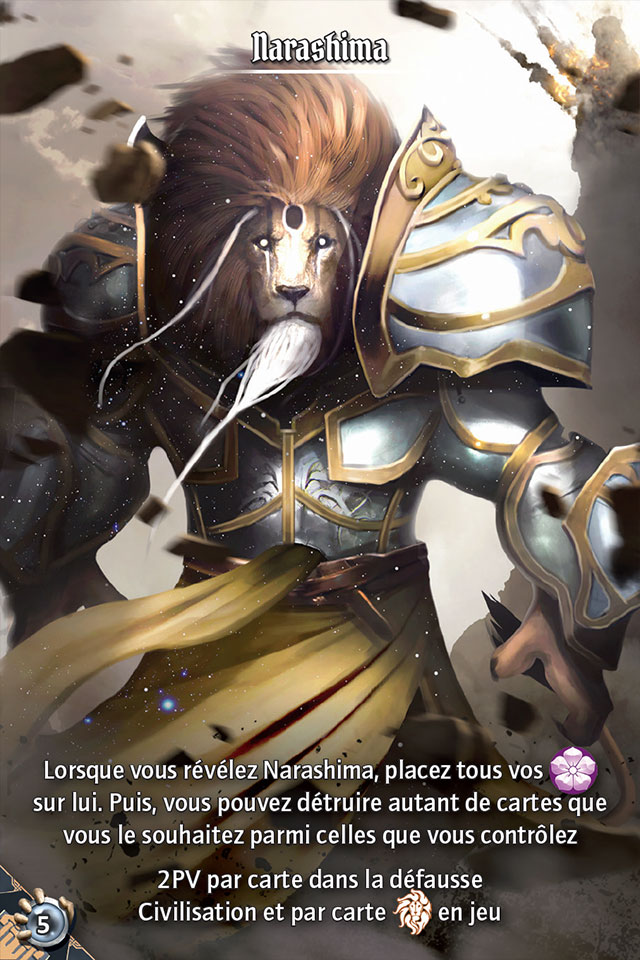 Narashima
Lorsque vous révélez Narashima, placez tous vos
sur lui. Puis, vous pouvez détruire autant de cartes que
vous le souhaitez parmi celles que vous contrôlez
2PV par carte dans la défausse
Civilisation et par carte en jeu
5